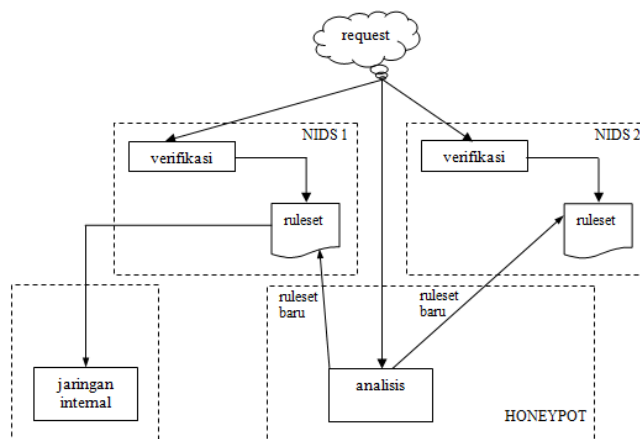 request
NIDS 1
verifikasi
ruleset
NIDS 2
verifikasi
ruleset
ruleset
baru
ruleset
baru
jaringan
internal
analisis
HONEYPOT